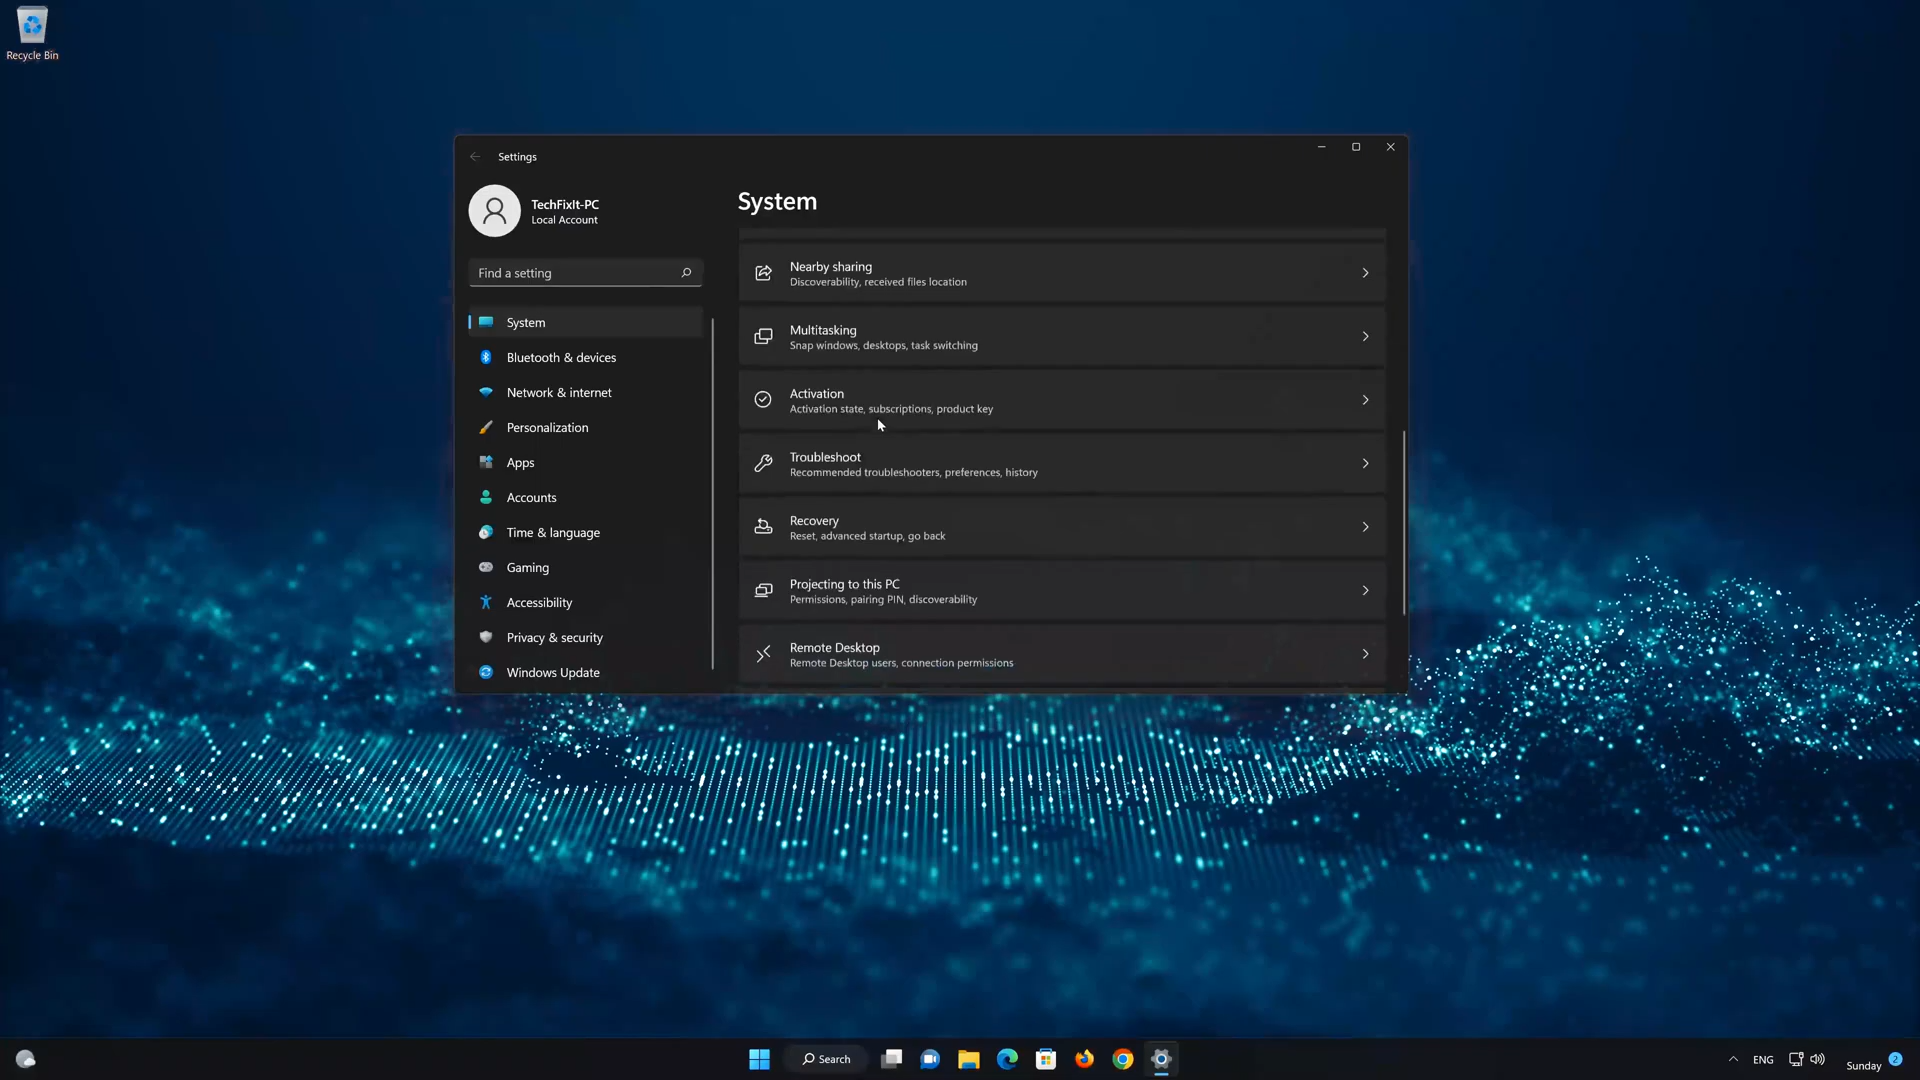 Recycle Bin
Settings
TechFixIt-PC
Local Account
Find a setting
System
Bluetooth & devices
Network & internet
Personalization
Apps
Accounts
Time & language
Gaming
Accessibility
Privacy & security
Windows Update
System
Nearby sharing
Discoverability, received files location
Multitasking
Snap windows, desktops, task switching
Activation
Activation state, subscriptions, product key
Troubleshoot
Recommended troubleshooters, preferences, history
Recovery
Reset, advanced startup, go back
Projecting to this PC
Permissions, pairing PIN, discoverability
Remote Desktop
Remote Desktop users, connection permissions
Search
ENG
Sunday
2